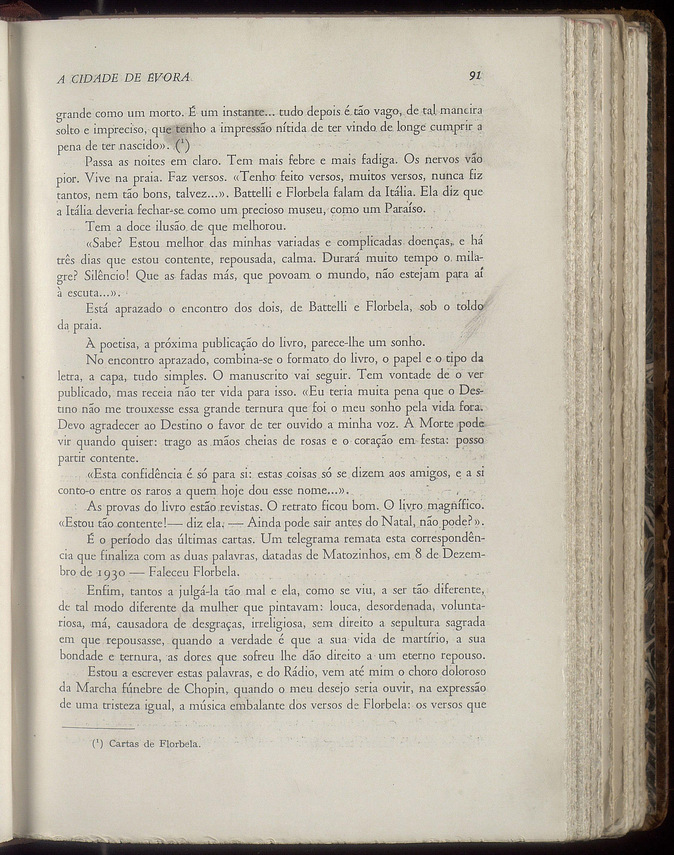 A CIDADE DE ÉVORA 91
grande como um morto. É um instante... tudo depois é tão vago, de tal maneira
solto e impreciso, que tenho a impressão nítida de ter vindo de longe cumprir a
pena de ter nascido». (¹)
Passa as noites em claro. Tem mais febre e mais fadiga. Os nervos vão
pior. Vive na praia. Faz versos. «Tenho feito versos, muitos versos, nunca fiz
tantos, nem tão bons, talvez...». Battelli e Florbela falam da Itália. Ela diz que
a Itália deveria fechar-se como um precioso museu, como um Paraíso.
Tem a doce ilusão de que melhorou.
«Sabe? Estou melhor das minhas variadas e complicadas doenças, e há
três dias que estou contente, repousada, calma. Durará muito tempo o mila-
gre? Silêncio! Que as fadas más, que povoam o mundo, não estejam para aí
à escuta...».
Está aprazado o encontro dos dois, de Battelli e Florbela, sob o toldo
da praia.
À poetisa, a próxima publicação do livro, parece-lhe um sonho.
No encontro aprazado, combina-se o formato do livro, o papel e o tipo da
letra, a capa, tudo simples. O manuscrito vai seguir. Tem vontade de o ver
publicado, mas receia não ter vida para isso. «Eu teria muita pena que o Des-
tino não me trouxesse essa grande ternura que foi o meu sonho pela vida fora.
Devo agradecer ao Destino o favor de ter ouvido a minha voz. A Morte pode
vir quando quiser: trago as mãos cheias de rosas e o coração em festa: posso
partir contente.
«Esta confidência é só para si: estas coisas só se dizem aos amigos, e a si
conto-o entre os raros a quem hoje dou esse nome...».
As provas do livro estão revistas. O retrato ficou bom. O livro magnífico.
«Estou tão contente! — diz ela. — Ainda pode sair antes do Natal, não pode?».
É o período das últimas cartas. Um telegrama remata esta correspondên-
cia que finaliza com as duas palavras, datadas de Matozinhos, em 8 de Dezem-
bro de 1930 — Faleceu Florbela.
Enfim, tantos a julgá-la tão mal e ela, como se viu, a ser tão diferente,
de tal modo diferente da mulher que pintavam: louca, desordenada, volunta-
riosa, má, causadora de desgraças, irreligiosa, sem direito a sepultura sagrada
em que repousasse, quando a verdade é que a sua vida de martírio, a sua
bondade e ternura, as dores que sofreu lhe dão direito a um eterno repouso.
Estou a escrever estas palavras, e do Rádio, vem até mim o choro doloroso
da Marcha fúnebre de Chopin, quando o meu desejo seria ouvir, na expressão
de uma tristeza igual, a música embalante dos versos de Florbela: os versos que
(¹) Cartas de Florbela.